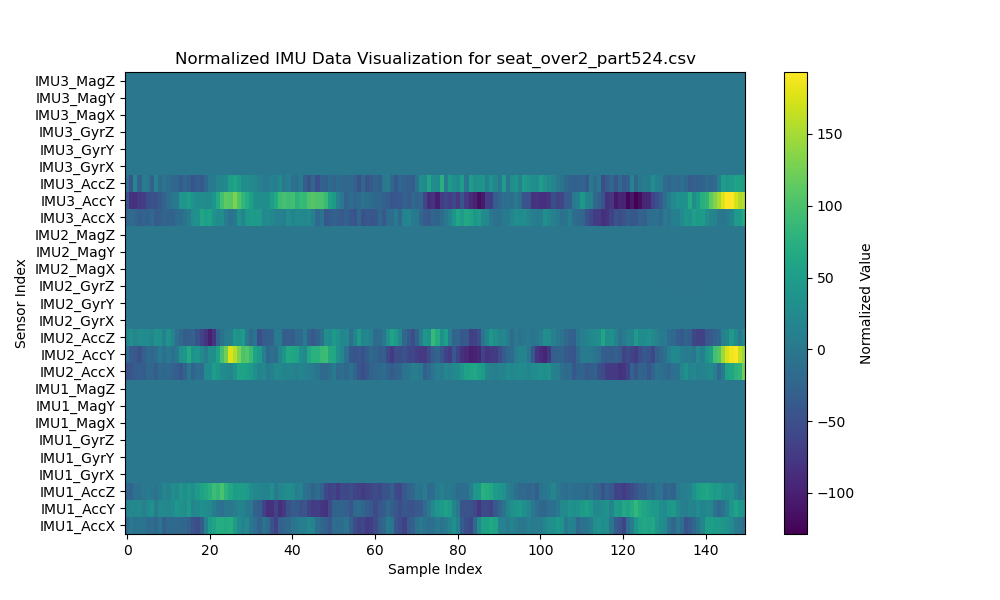 Normalized IMU Data Visualization for seat_over2_part524.csv
IMU3_MagZ
IMU3_MagY
IMU3_MagX
IMU3_GyrZ
IMU3_GyrY
IMU3_GyrX
IMU3_AccZ
IMU3_AccY
IMU3_AccX
IMU2_MagZ
IMU2_MagY
IMU2_MagX
IMU2_GyrZ
IMU2_GyrY
IMU2_GyrX
IMU2_AccZ
IMU2_AccY
IMU2_AccX
IMU1_MagZ
IMU1_MagY
IMU1_MagX
IMU1_GyrZ
IMU1_GyrY
IMU1_GyrX
IMU1_AccZ
IMU1_AccY
IMU1_AccX
Sensor Index
0 20 40 60 80 100 120 140
Sample Index
150
100
50
0
−50
−100
Normalized Value